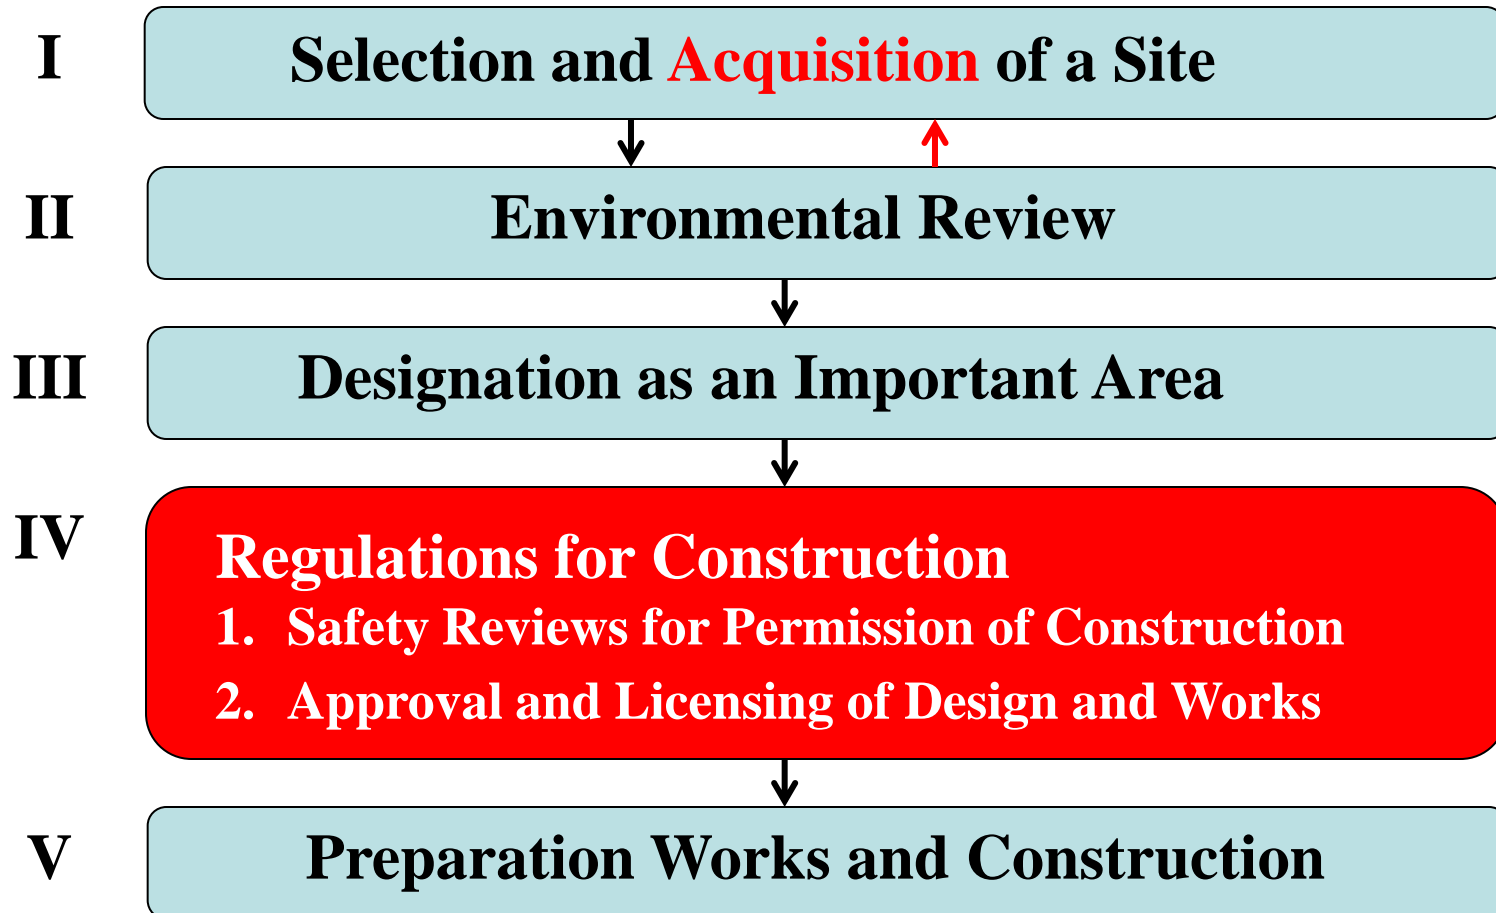 I
Selection and Acquisition of a Site
II
Environmental Review
III
Designation as an Important Area
IV
Regulations for Construction
1. Safety Reviews for Permission of Construction
2. Approval and Licensing of Design and Works
V
Preparation Works and Construction